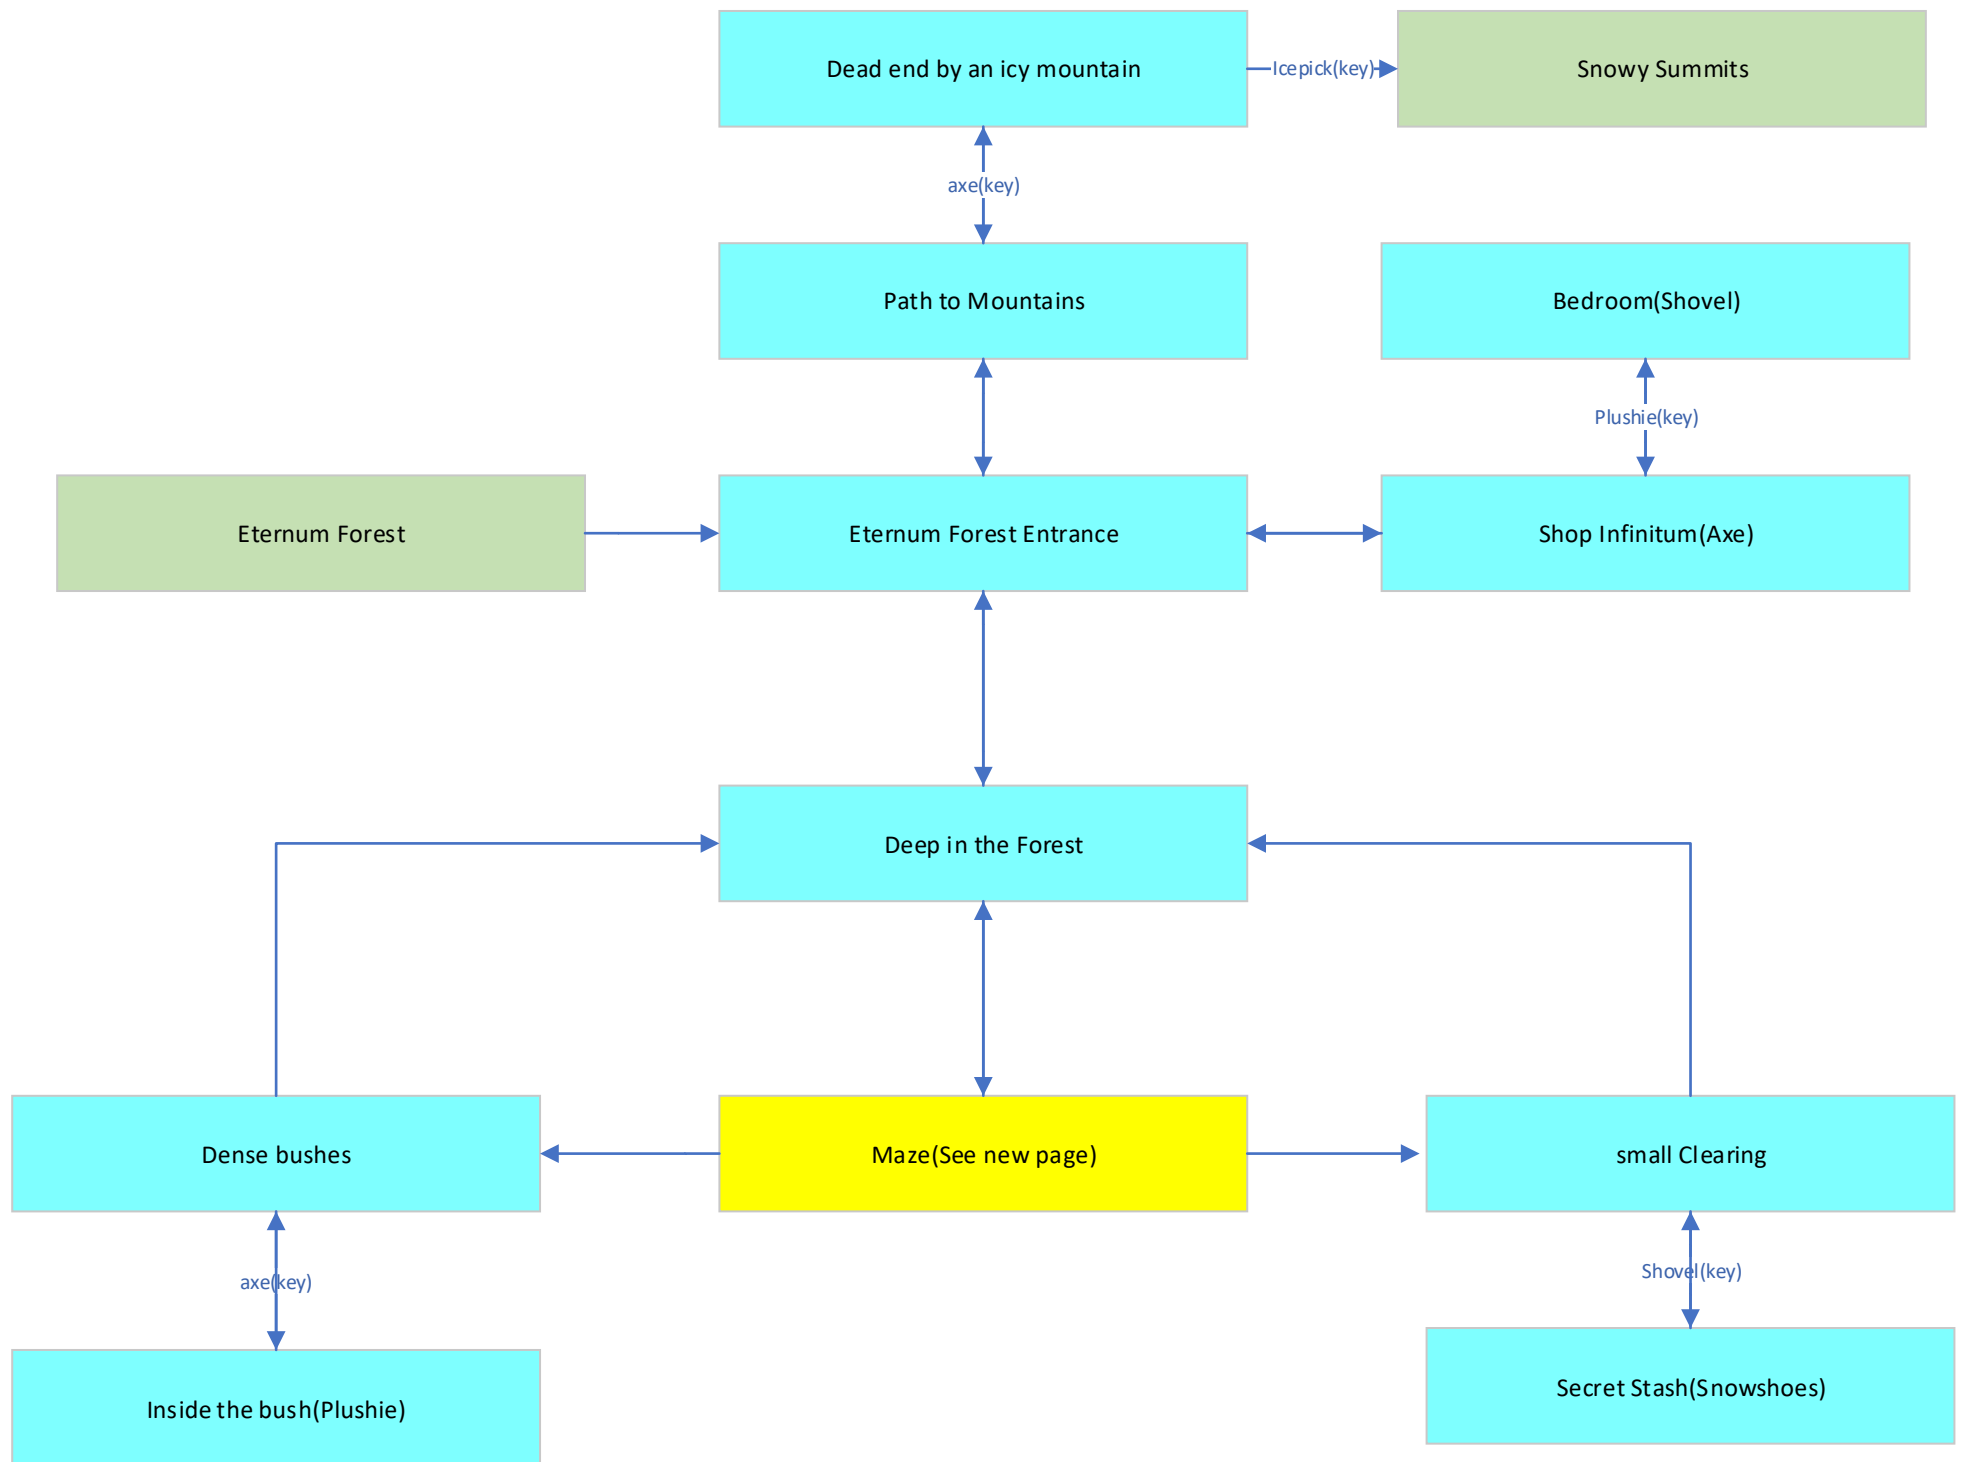 Dead end by an icy mountain
Icepick(key)
Snowy Summits
axe(key)
Path to Mountains
Bedroom(Shovel)
Plushie(key)
Eternum Forest
Eternum Forest Entrance
Shop Infinitum(Axe)
Deep in the Forest
Dense bushes
Maze(See new page)
small Clearing
axe(key)
Shovel(key)
Inside the bush(Plushie)
Secret Stash(Snowshoes)